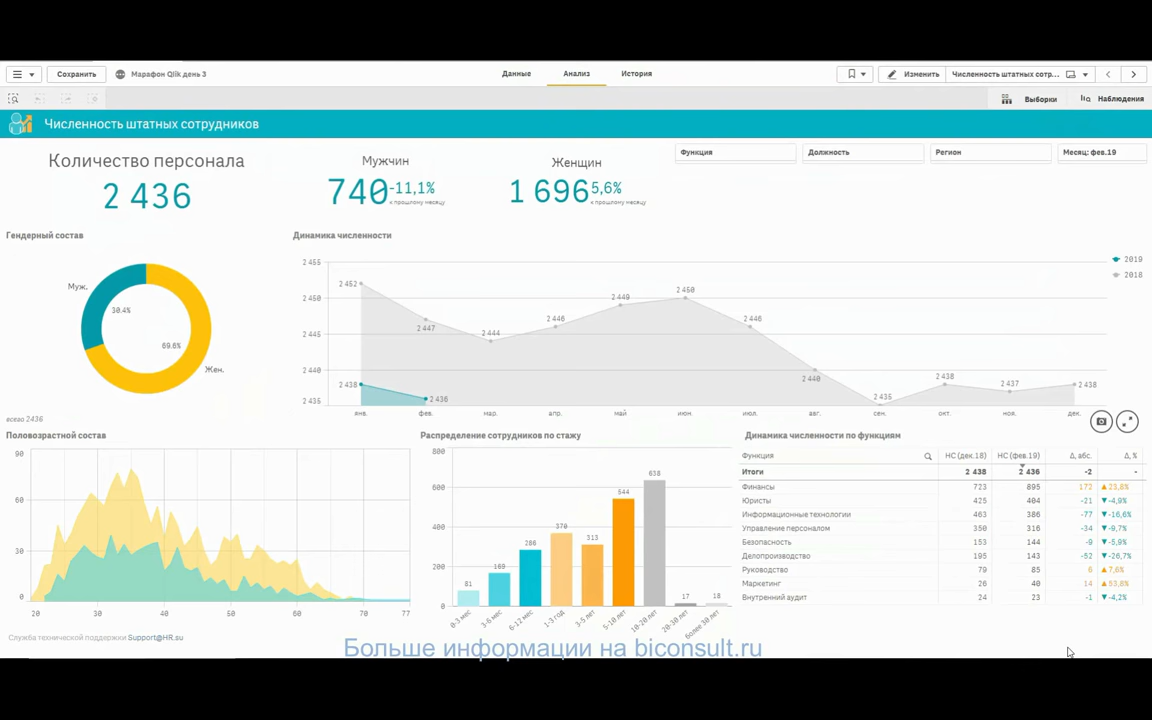 Сохранить
Марафон Qlik день 3
Данные
Анализ
История
Изменить
Численность штатных сотр...
Выборки
Наблюдения
Численность штатных сотрудников
Количество персонала
2 436
Мужчин
740 -11,1%
к прошлому месяцу
Женщин
1 696 5,6%
к прошлому месяцу
Функция
Должность
Регион
Месяц: фев.19
Гендерный состав
Муж.
30.4%
69.6%
Жен.
всего 2436
Динамика численности
2 455
2 450
2 445
2 440
2 435
2 452
2 447
2 444
2 446
2 449
2 450
2 446
2 440
2 435
2 438
2 437
2 438
2 438
2 436
янв.
фев.
мар.
апр.
май
июн.
июл.
авг.
сен.
окт.
ноя.
дек.
2019
2018
Половозрастной состав
90
60
30
0
20 30 40 50 60 70 77
Распределение сотрудников по стажу
800
600
400
200
0
81
169
286
370
313
544
638
17
18
0-3 мес
3-6 мес
6-12 мес
1-3 год
3-5 лет
5-10 лет
10-20 лет
20-30 лет
более 30 лет
Динамика численности по функциям
Функция НС (дек.18) НС (фев.19) Δ, абс. Δ, %
Итоги 2 438 2 436 -2 -
Финансы 723 895 172 ▲23,8%
Юристы 425 404 -21 ▼-4,9%
Информационные технологии 463 386 -77 ▼-16,6%
Управление персоналом 350 316 -34 ▼-9,7%
Безопасность 153 144 -9 ▼-5,9%
Делопроизводство 195 143 -52 ▼-26,7%
Руководство 79 85 6 ▲7,6%
Маркетинг 26 40 14 ▲53,8%
Внутренний аудит 24 23 -1 ▼-4,2%
Служба технической поддержки Support@HR.su
Больше информации на biconsult.ru